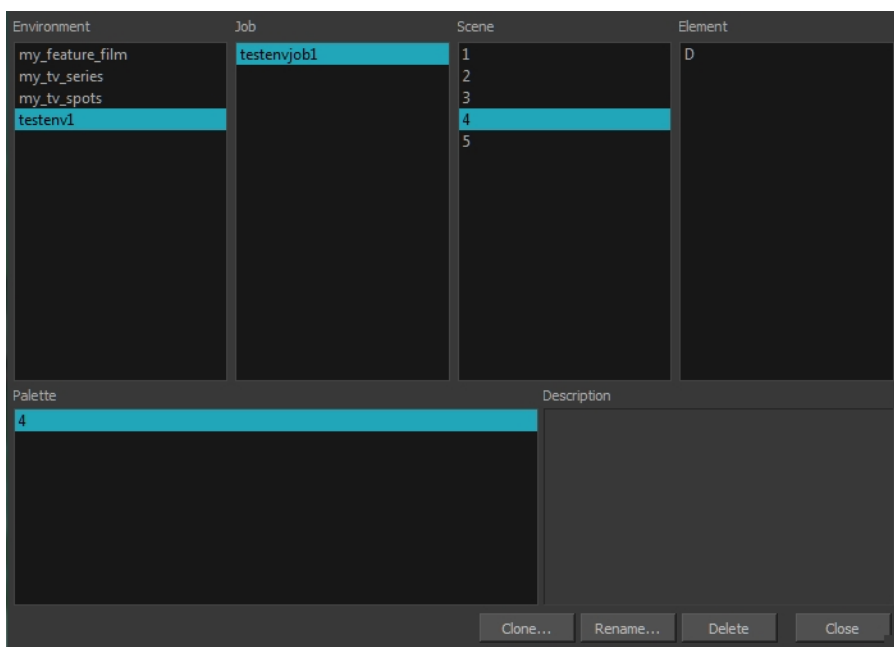 Environment
my_feature_film
my_tv_series
my_tv_spots
testenv1
Job
testenvjob1
Scene
1
2
3
4
5
Element
D
Palette
4
Description
Clone...
Rename...
Delete
Close